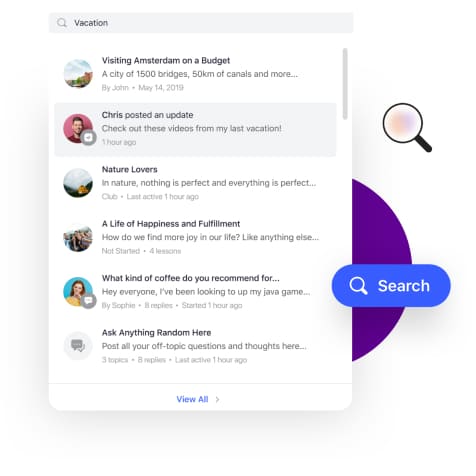 Vacation
Visiting Amsterdam on a Budget
A city of 1500 bridges, 50km of canals and more...
By John • May 14, 2019
Chris posted an update
Check out these videos from my last vacation!
1 hour ago
Nature Lovers
In nature, nothing is perfect and everything is perfect...
Club • Last active 1 hour ago
A Life of Happiness and Fulfillment
How do we find more joy in our life? Like anything else...
Not Started • 4 lessons
Search
What kind of coffee do you recommend for...
Hey everyone, I've been looking to up my java game...
By Sophie • 8 replies • Started 1 hour ago
Ask Anything Random Here
Post all your off-topic questions and thoughts here...
3 topics • 8 replies • Last active 1 hour ago
View All